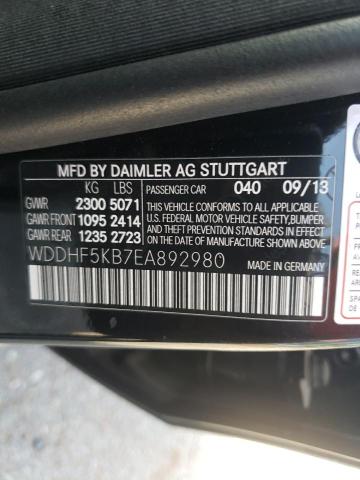 MFD BY DAIMLER AG STUTTGART
KG LBS PASSENGER CAR 040 09/13
GVWR 2300 5071 THIS VEHICLE CONFORMS TO ALL APPLICABLE
GAWR FRONT 1095 2414 U.S. FEDERAL MOTOR VEHICLE SAFETY, BUMPER,
GAWR REAR 1235 2723 AND THEFT PREVENTION STANDARDS IN EFFECT
ON THE DATE OF MANUFACTURE SHOWN ABOVE.
WDDHF5KB7EA892980 MADE IN GERMANY